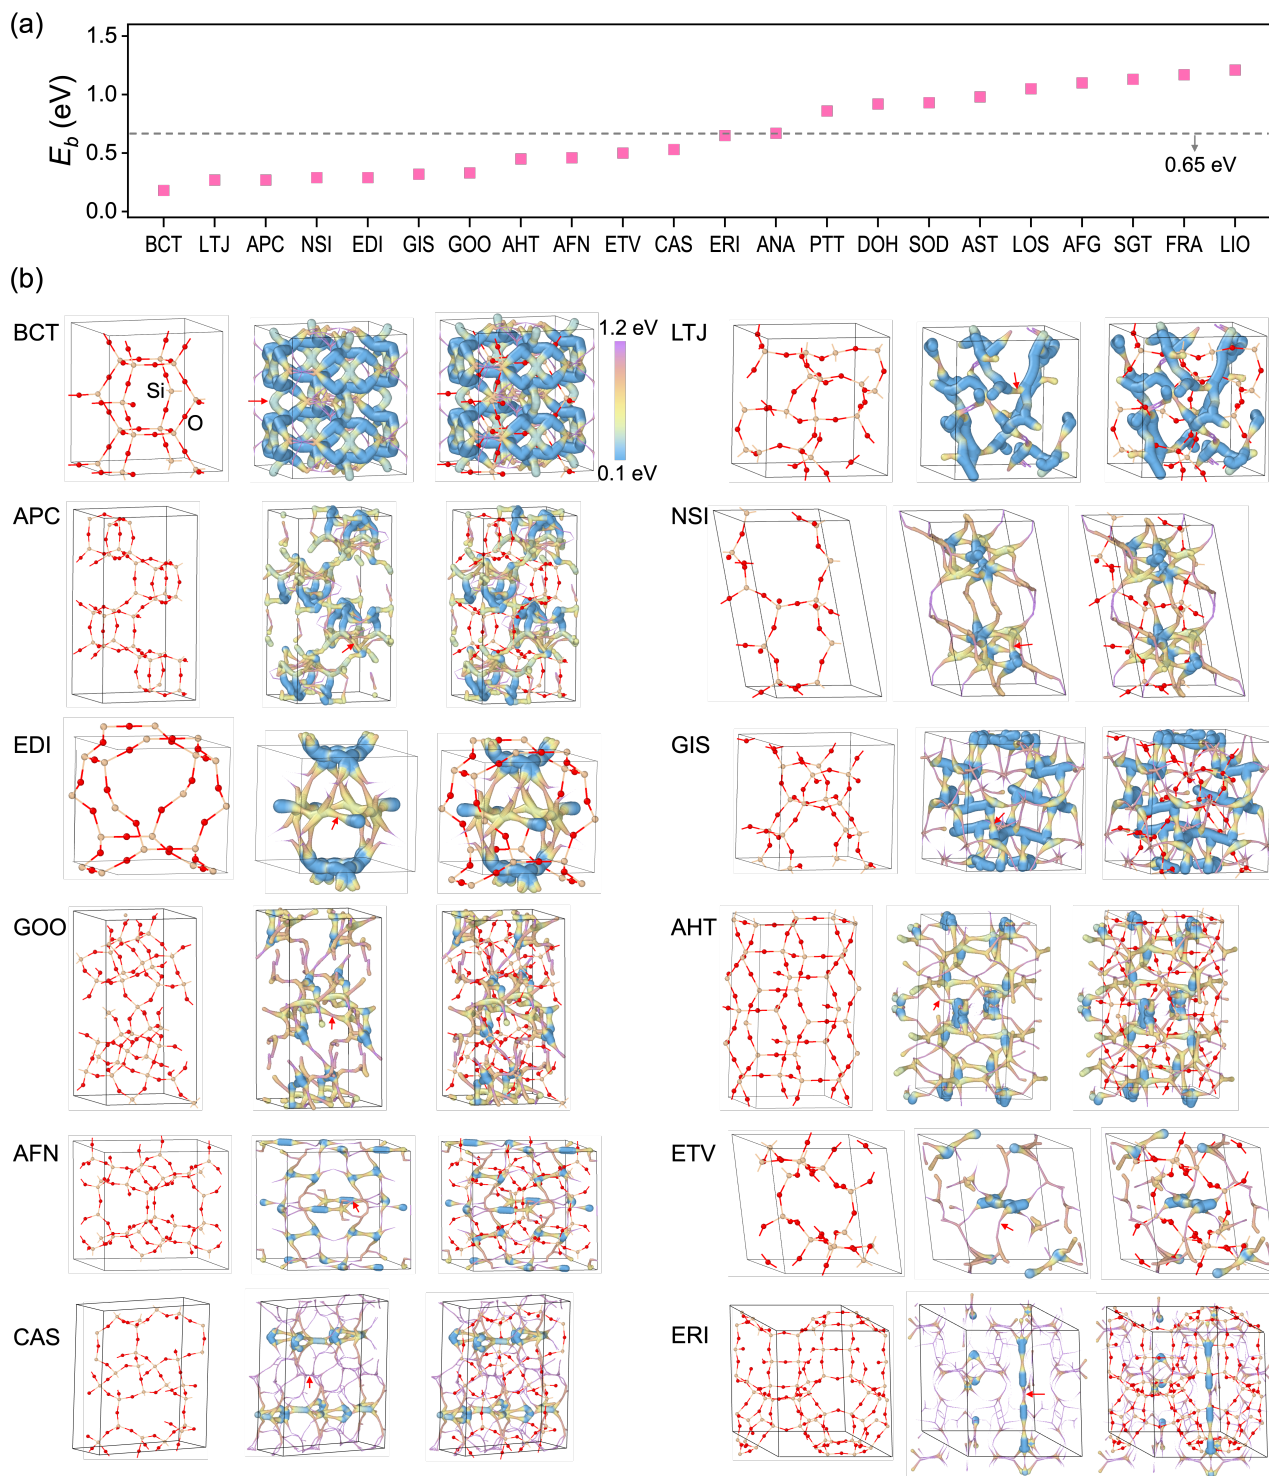 (a)
1.5
1.0
0.5
0.0
E_b (eV)
0.65 eV
BCT LTJ APC NSI EDI GIS GOO AHT AFN ETV CAS ERI ANA PTT DOH SOD AST LOS AFG SGT FRA LIO
(b)
BCT
Si
O
1.2 eV
0.1 eV
LTJ
APC
NSI
EDI
GIS
GOO
AHT
AFN
ETV
CAS
ERI